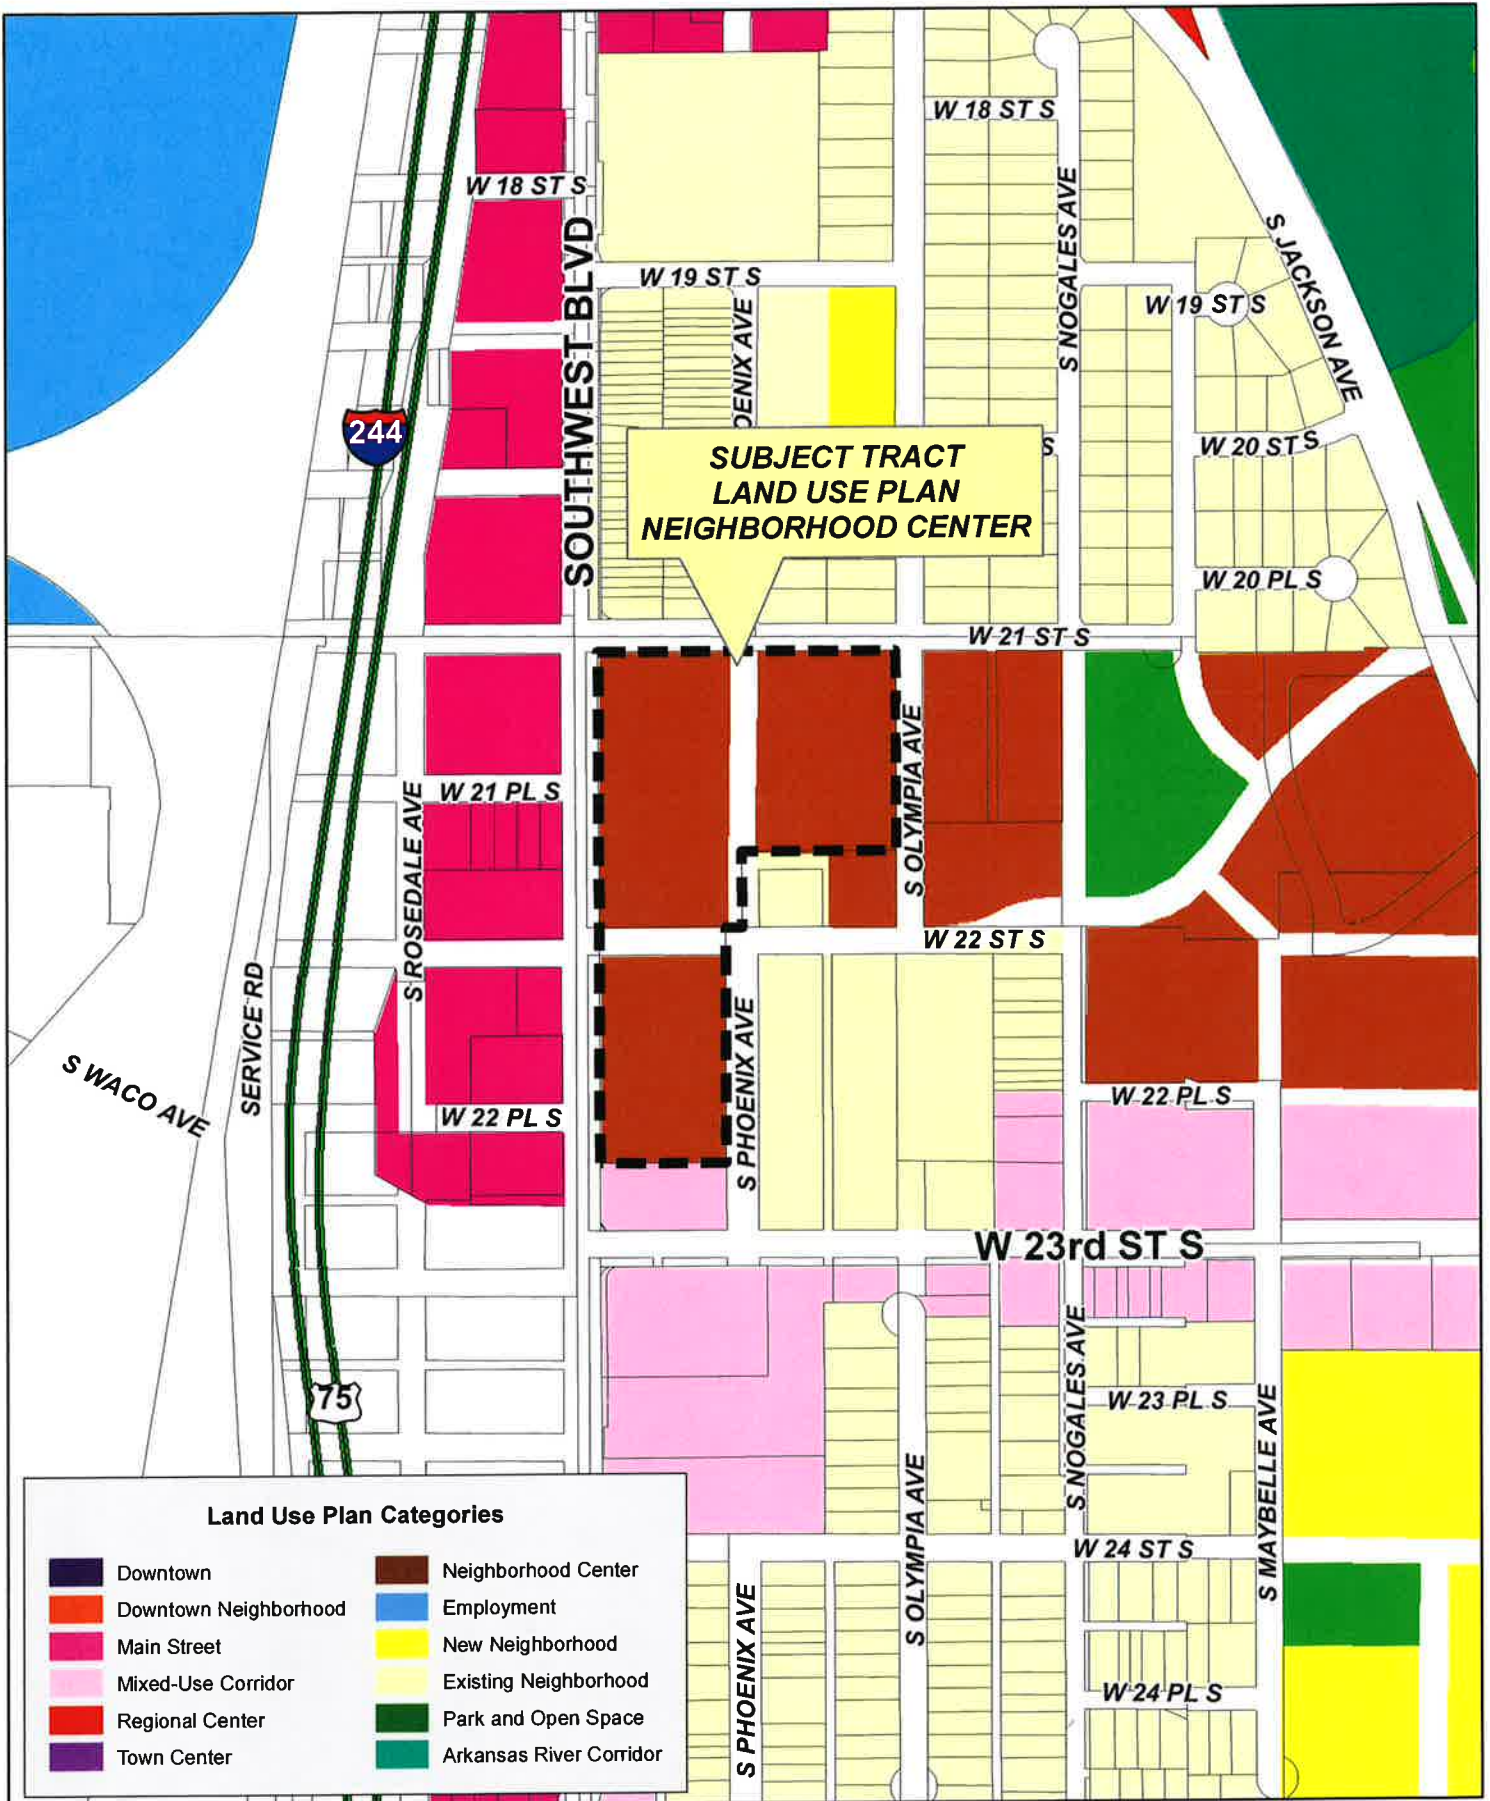 W 18 ST S
W 18 ST S
SOUTHWEST BLVD
S NOGALES AVE
S JACKSON AVE
W 19 ST S
W 19 ST S
OENIX AVE
244
W 20 ST S
S
SUBJECT TRACT
LAND USE PLAN
NEIGHBORHOOD CENTER
W 20 PL S
W 21 ST S
S OLYMPIA AVE
W 21 PL S
S ROSEDALE AVE
W 22 ST S
SERVICE RD
S WACO AVE
S PHOENIX AVE
W 22 PL S
W 22 PL S
W 23rd ST S
75
S NOGALES AVE
W 23 PL S
S MAYBELLE AVE
S OLYMPIA AVE
W 24 ST S
S PHOENIX AVE
W 24 PL S
Land Use Plan Categories
Downtown
Downtown Neighborhood
Main Street
Mixed-Use Corridor
Regional Center
Town Center
Neighborhood Center
Employment
New Neighborhood
Existing Neighborhood
Park and Open Space
Arkansas River Corridor